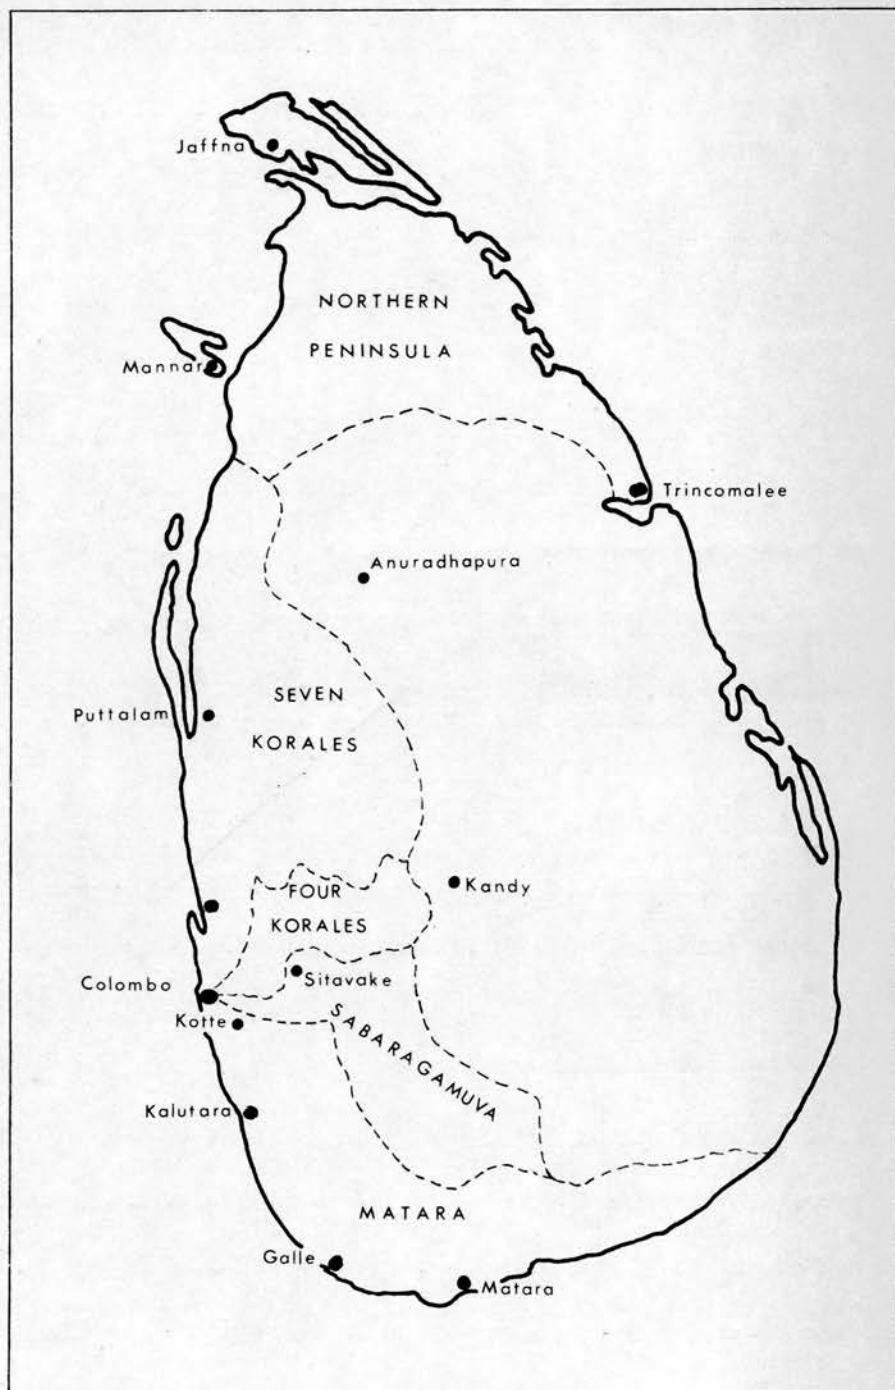 Jaffna
NORTHERN
PENINSULA
Mannar
Trincomalee
Anuradhapura
SEVEN
KORALES
Puttalam
FOUR
KORALES
Kandy
Sitavake
Colombo
Kotte
SABARAGAMUVA
Kalutara
MATARA
Galle
Matara